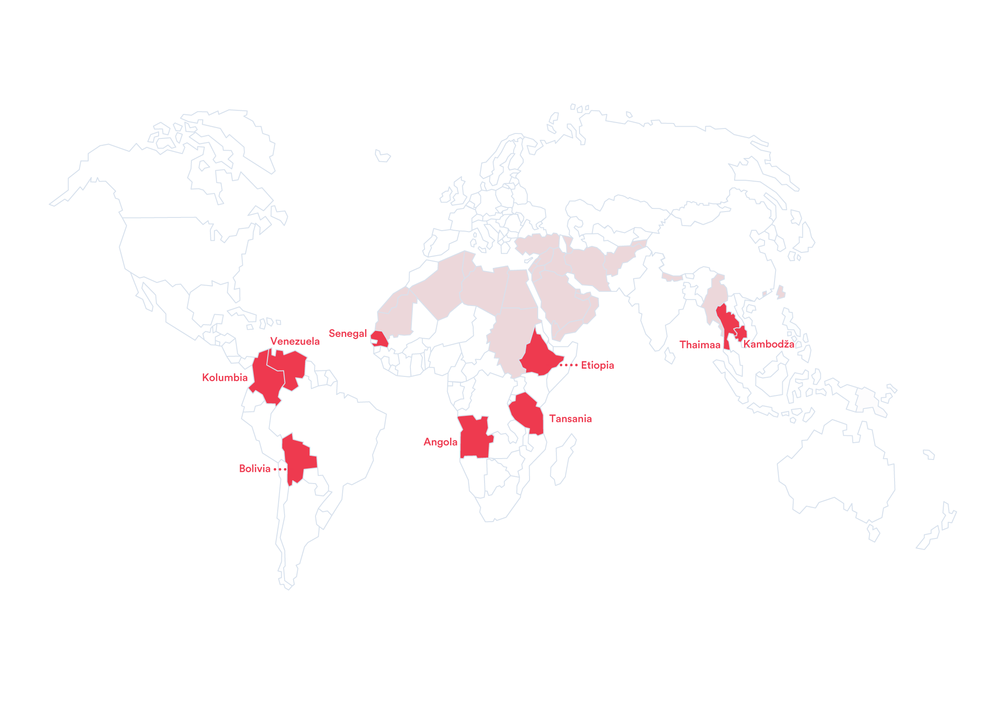 Senegal
Venezuela
Thaimaa
Kambodža
Etiopia
Kolumbia
Tansania
Angola
Bolivia